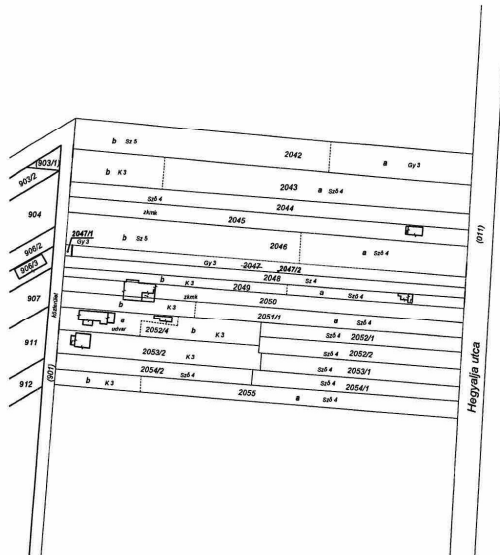 b Sz 5 2042 a Gy 3
(903/1)
903/2
b K 3 2043 a Sző 4
Sző 4 2044
904
zkmk 2045
(011)
2047/1
Gy 3
b Sz 5 2046 a Sző 4
906/2
906/3
Gy 3 2047 2047/2
b 2048 Sz 4
K 3 2049 a Sző 4
907
zkmk 2050
közterület
b K 3 2051/1 a Sző 4
a udvar
2052/4 b K 3 Sző 4 2052/1
911
Sző 4 2052/2
2053/2 K 3
Sző 4 2053/1
2054/2 Sző 4
Sző 4 2054/1
(901)
912
b K 3 2055 a Sző 4
Hegyalja utca